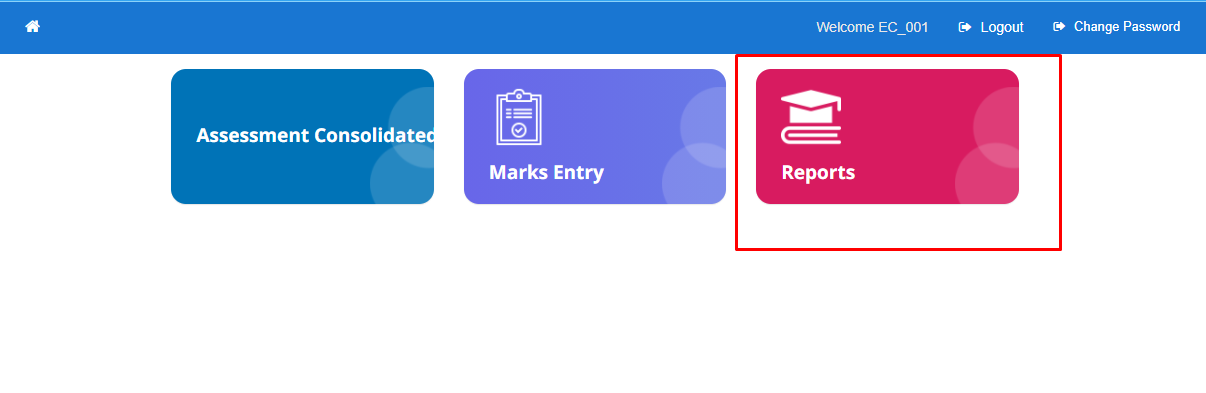 Welcome EC_001 Logout Change Password
Assessment Consolidated
Marks Entry
Reports